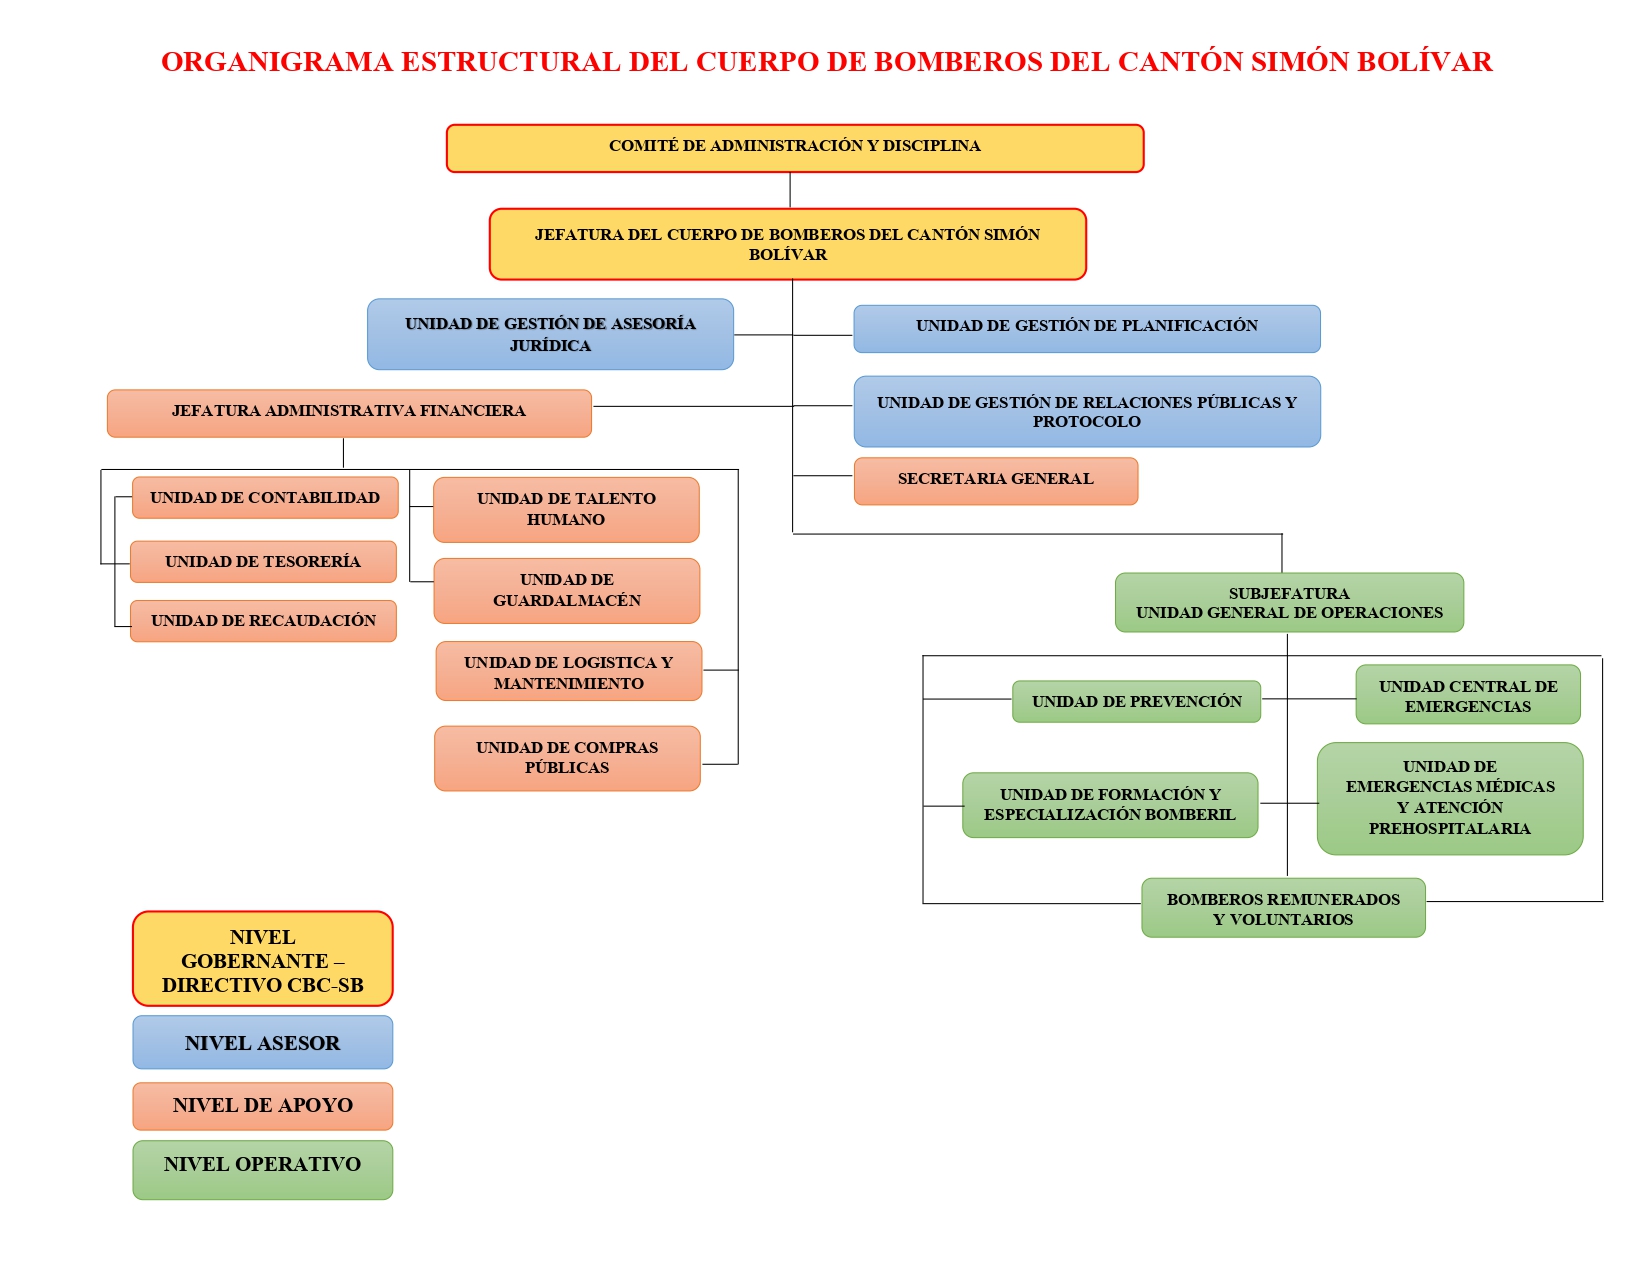 ORGANIGRAMA ESTRUCTURAL DEL CUERPO DE BOMBEROS DEL CANTÓN SIMÓN BOLÍVAR
COMITÉ DE ADMINISTRACIÓN Y DISCIPLINA
JEFATURA DEL CUERPO DE BOMBEROS DEL CANTÓN SIMÓN
BOLÍVAR
UNIDAD DE GESTIÓN DE ASESORÍA
JURÍDICA
UNIDAD DE GESTIÓN DE PLANIFICACIÓN
JEFATURA ADMINISTRATIVA FINANCIERA
UNIDAD DE GESTIÓN DE RELACIONES PÚBLICAS Y
PROTOCOLO
SECRETARIA GENERAL
UNIDAD DE CONTABILIDAD
UNIDAD DE TESORERÍA
UNIDAD DE RECAUDACIÓN
UNIDAD DE TALENTO
HUMANO
UNIDAD DE
GUARDALMACÉN
UNIDAD DE LOGISTICA Y
MANTENIMIENTO
UNIDAD DE COMPRAS
PÚBLICAS
SUBJEFATURA
UNIDAD GENERAL DE OPERACIONES
UNIDAD DE PREVENCIÓN
UNIDAD CENTRAL DE
EMERGENCIAS
UNIDAD DE FORMACIÓN Y
ESPECIALIZACIÓN BOMBERIL
UNIDAD DE
EMERGENCIAS MÉDICAS
Y ATENCIÓN
PREHOSPITALARIA
BOMBEROS REMUNERADOS
Y VOLUNTARIOS
NIVEL
GOBERNANTE –
DIRECTIVO CBC-SB
NIVEL ASESOR
NIVEL DE APOYO
NIVEL OPERATIVO